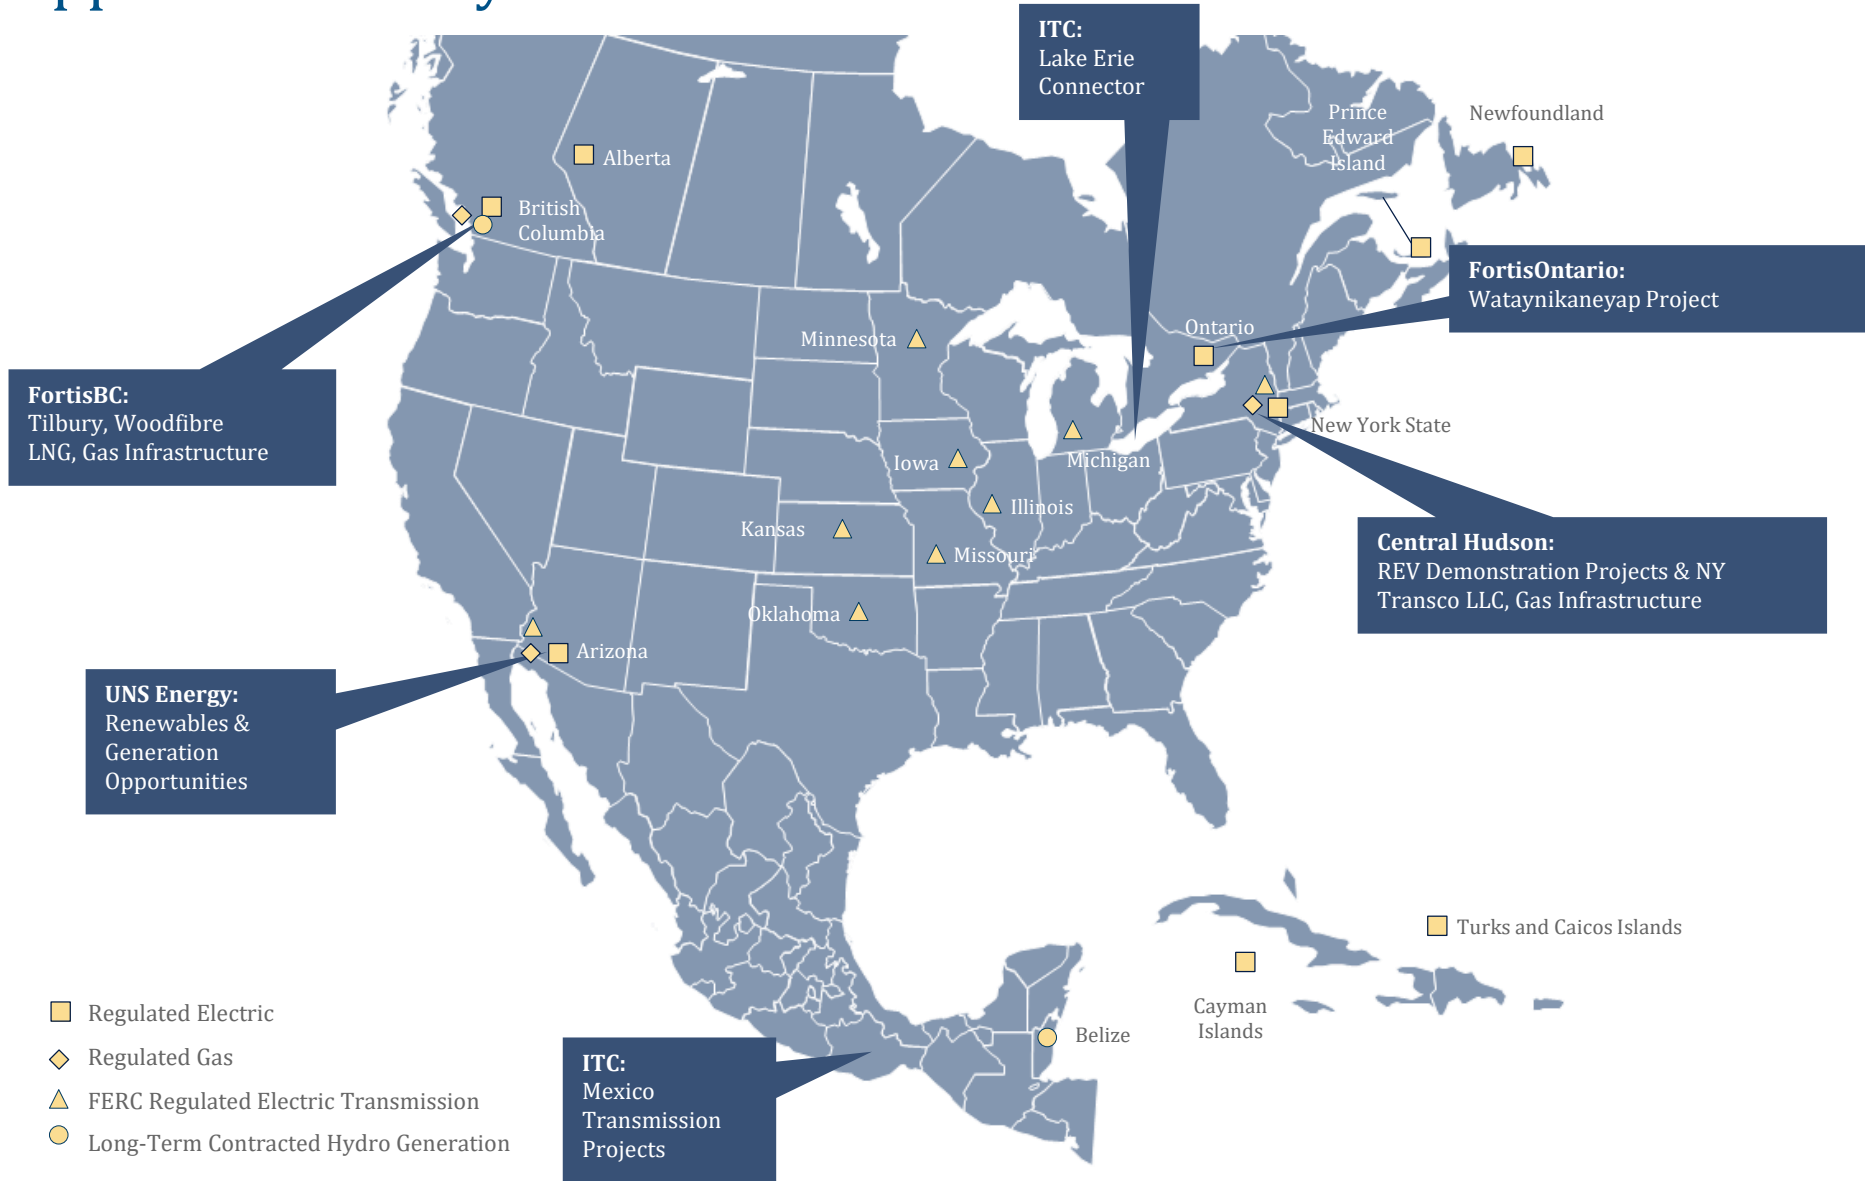 ITC:
Lake Erie
Connector
Prince
Edward
Island
Newfoundland
Alberta
British
Columbia
FortisOntario:
Wataynikaneyap Project
Ontario
Minnesota
FortisBC:
Tilbury, Woodfibre
LNG, Gas Infrastructure
New York State
Iowa
Michigan
Illinois
Kansas
Missouri
Central Hudson:
REV Demonstration Projects & NY
Transco LLC, Gas Infrastructure
Oklahoma
Arizona
UNS Energy:
Renewables &
Generation
Opportunities
Turks and Caicos Islands
Cayman
Islands
Belize
Regulated Electric
Regulated Gas
FERC Regulated Electric Transmission
Long-Term Contracted Hydro Generation
ITC:
Mexico
Transmission
Projects